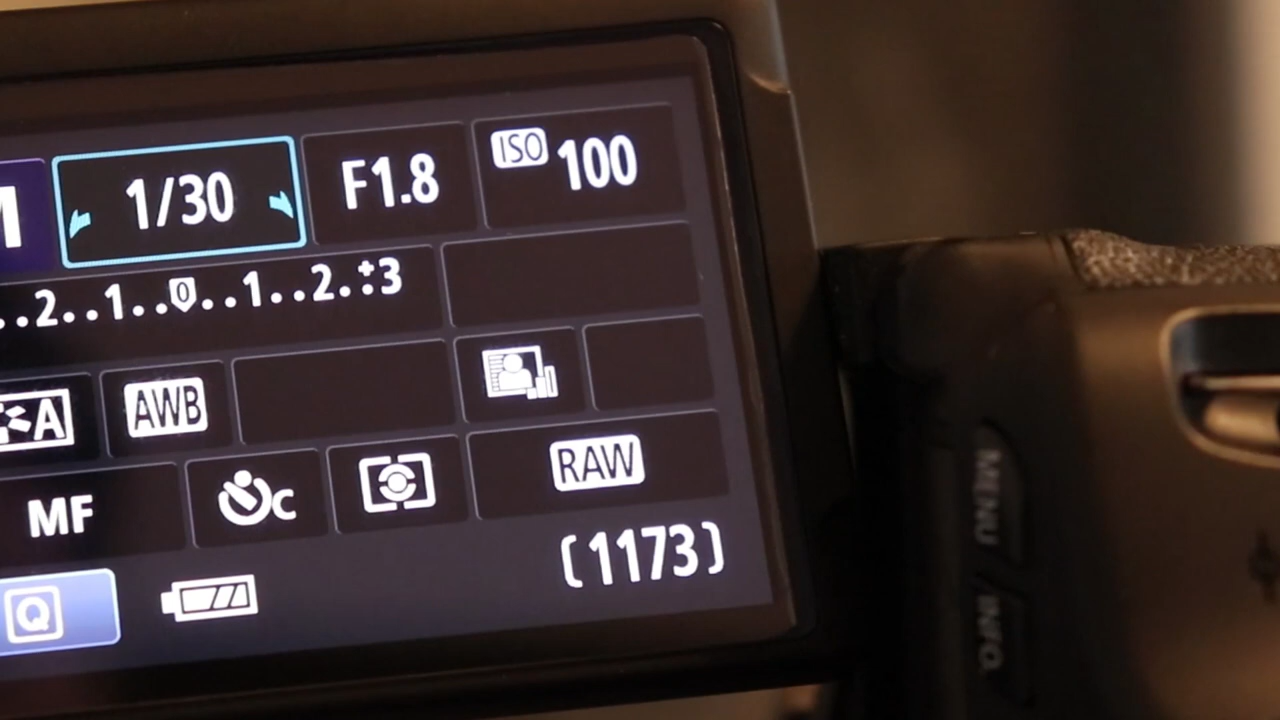 M 1/30 F1.8 ISO 100
..2..1..0..1..2.:3
A AWB
MF C RAW
Q (1173)
MENU
INFO.